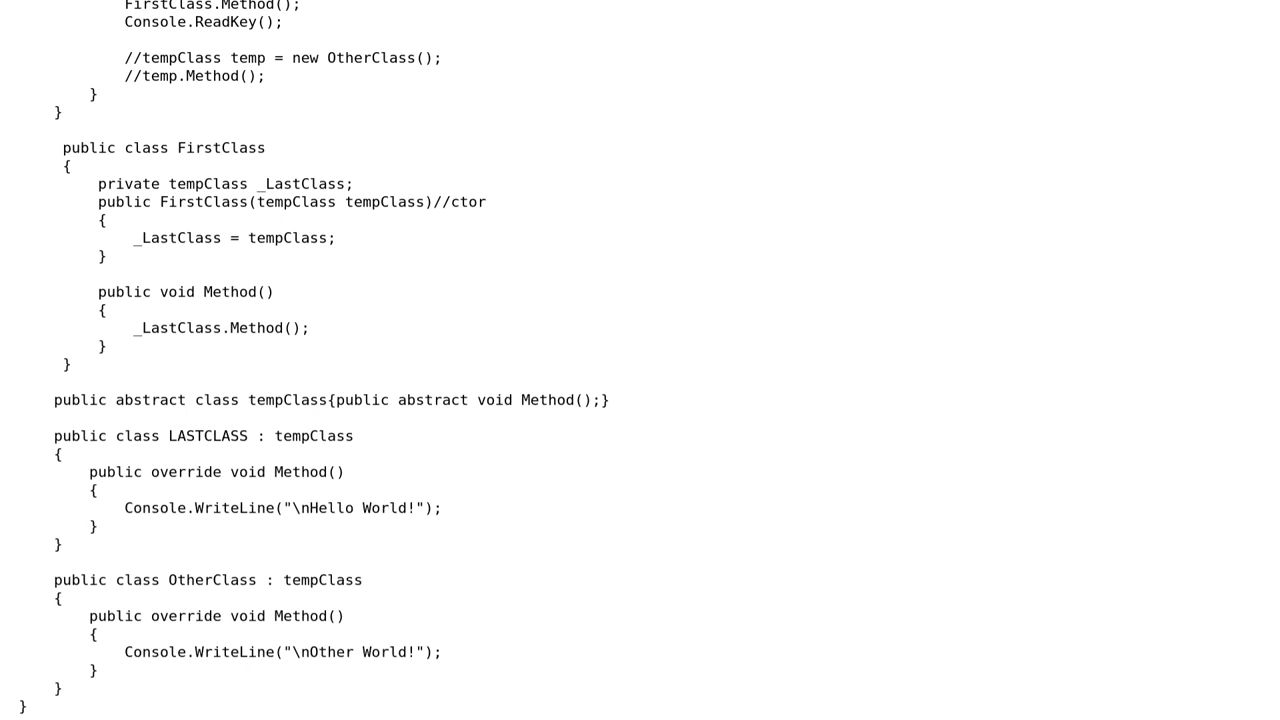 FirstClass.Method();
Console.ReadKey();
//tempClass temp = new OtherClass();
//temp.Method();
}
}
public class FirstClass
{
private tempClass _LastClass;
public FirstClass(tempClass tempClass)//ctor
{
_LastClass = tempClass;
}
public void Method()
{
_LastClass.Method();
}
}
public abstract class tempClass{public abstract void Method();}
public class LASTCLASS : tempClass
{
public override void Method()
{
Console.WriteLine("\nHello World!");
}
}
public class OtherClass : tempClass
{
public override void Method()
{
Console.WriteLine("\nOther World!");
}
}
}